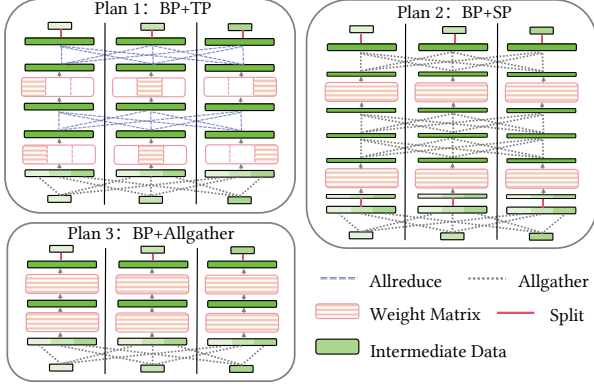 Plan 1：BP+TP
Plan 2：BP+SP
Plan 3：BP+Allgather
Allreduce
Allgather
Weight Matrix
Split
Intermediate Data